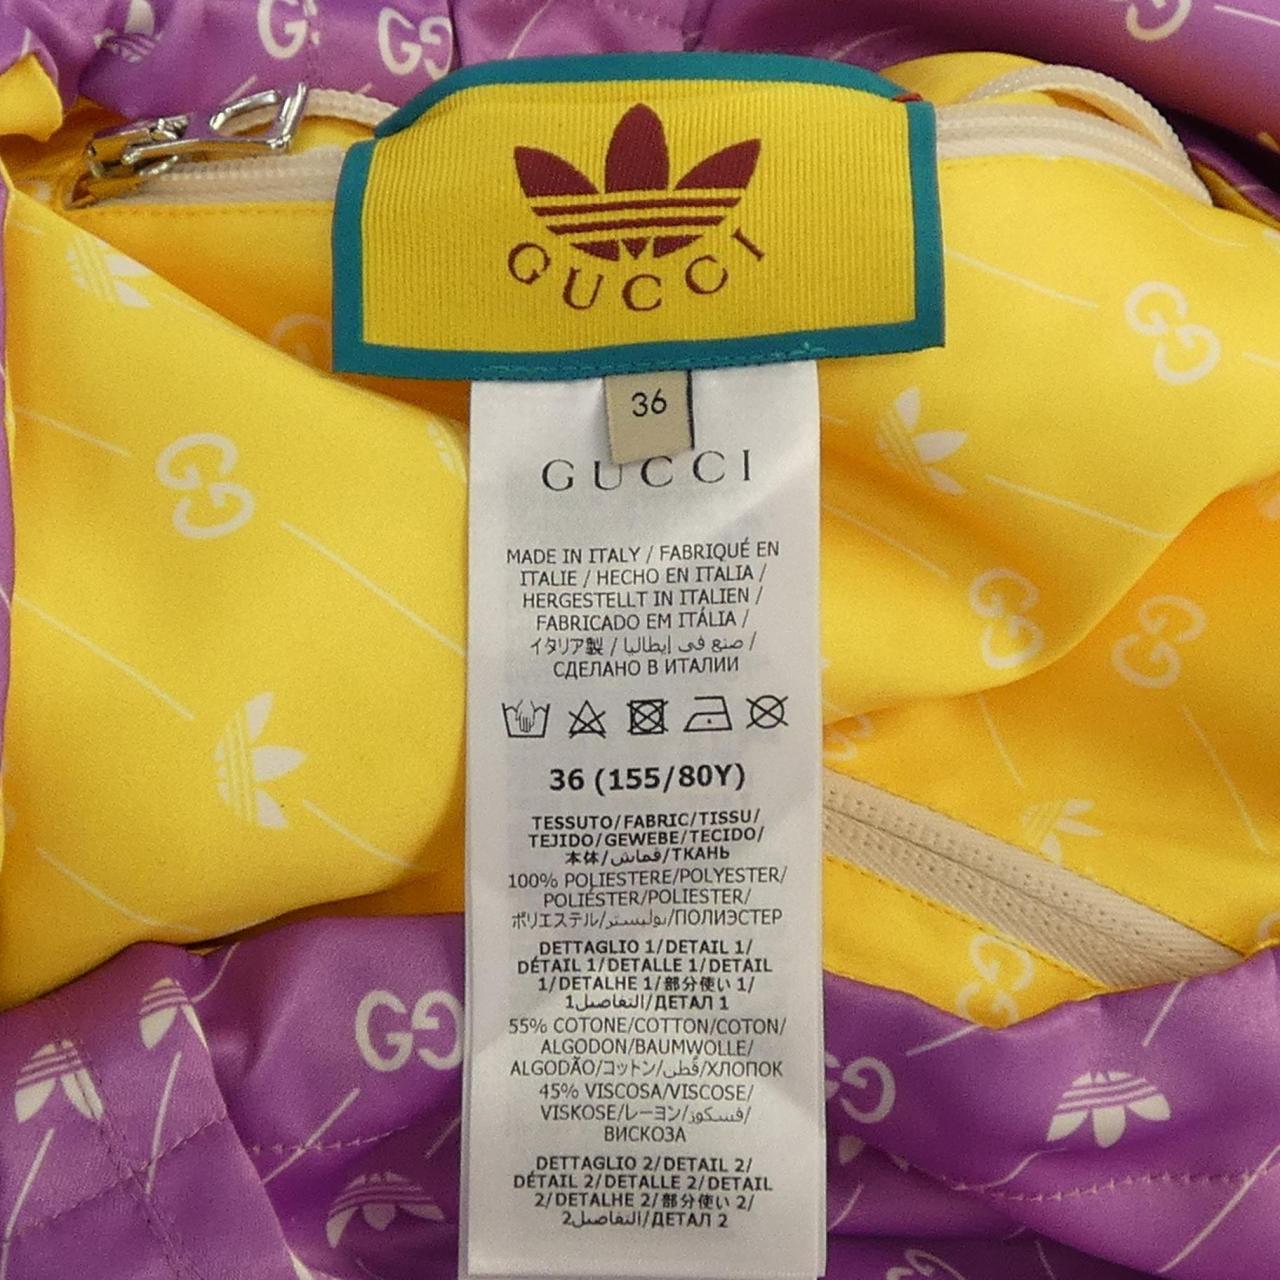 GUCCI
36
GUCCI
MADE IN ITALY / FABRIQUÉ EN
ITALIE / HECHO EN ITALIA /
HERGESTELLT IN ITALIEN /
FABRICADO EM ITÁLIA /
イタリア製 / صنع في إيطاليا /
СДЕЛАНО В ИТАЛИИ
36 (155/80Y)
TESSUTO/FABRIC/TISSU/
TEJIDO/GEWEBE/TECIDO/
本体/قماش/ТКАНЬ
100% POLIESTERE/POLYESTER/
POLIÉSTER/POLIESTER/
ポリエステル/بوليستر/ПОЛИЭСТЕР
DETTAGLIO 1/DETAIL 1/
DÉTAIL 1/DETALLE 1/DETAIL
1/DETALHE 1/部分使い 1/
التفاصيل1/ДЕТАЛ 1
55% COTONE/COTTON/COTON/
ALGODON/BAUMWOLLE/
ALGODÃO/コットン/قطن/ХЛОПОК
45% VISCOSA/VISCOSE/
VISKOSE/レーヨン/فسكوز/
ВИСКОЗА
DETTAGLIO 2/DETAIL 2/
DÉTAIL 2/DETALLE 2/DETAIL
2/DETALHE 2/部分使い 2/
التفاصيل2/ДЕТАЛ 2